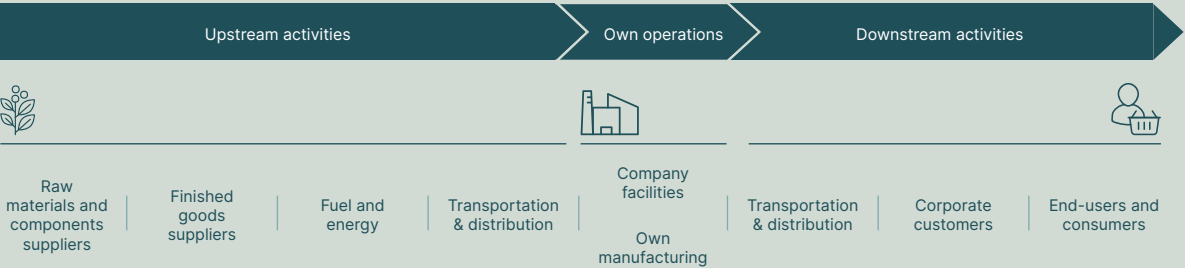 Upstream activities
Own operations
Downstream activities
Raw
materials and
components
suppliers
Finished
goods
suppliers
Fuel and
energy
Transportation
& distribution
Company
facilities
Own
manufacturing
Transportation
& distribution
Corporate
customers
End-users and
consumers